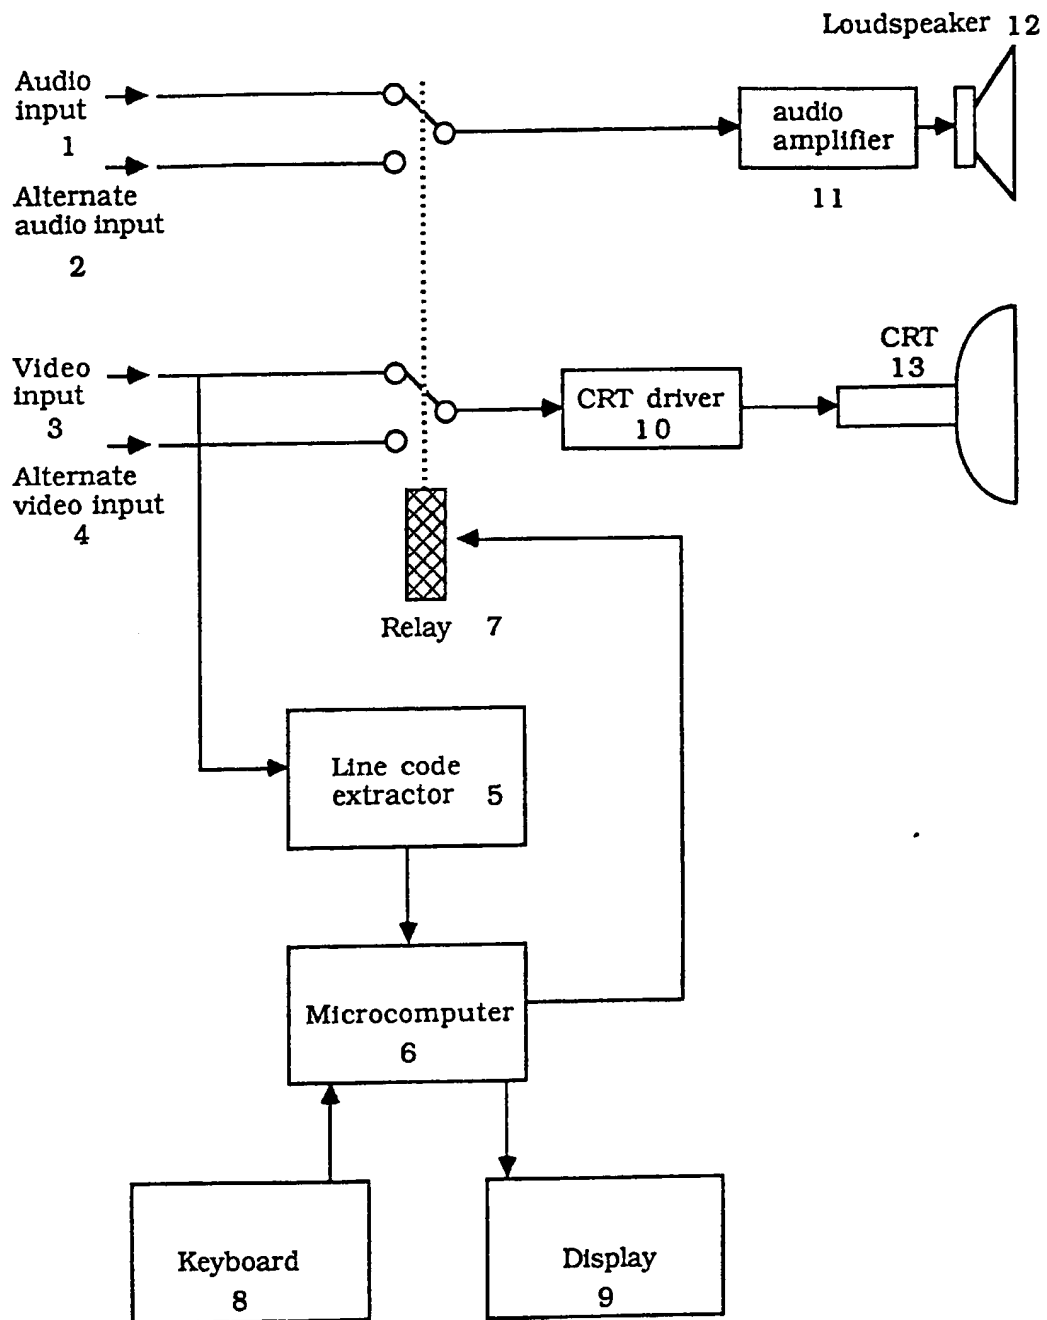 Loudspeaker 12
Audio
input
1
Alternate
audio input
2
audio
amplifier
11
Video
input
3
Alternate
video input
4
CRT driver
10
CRT
13
Relay 7
Line code
extractor 5
Microcomputer
6
Keyboard
8
Display
9